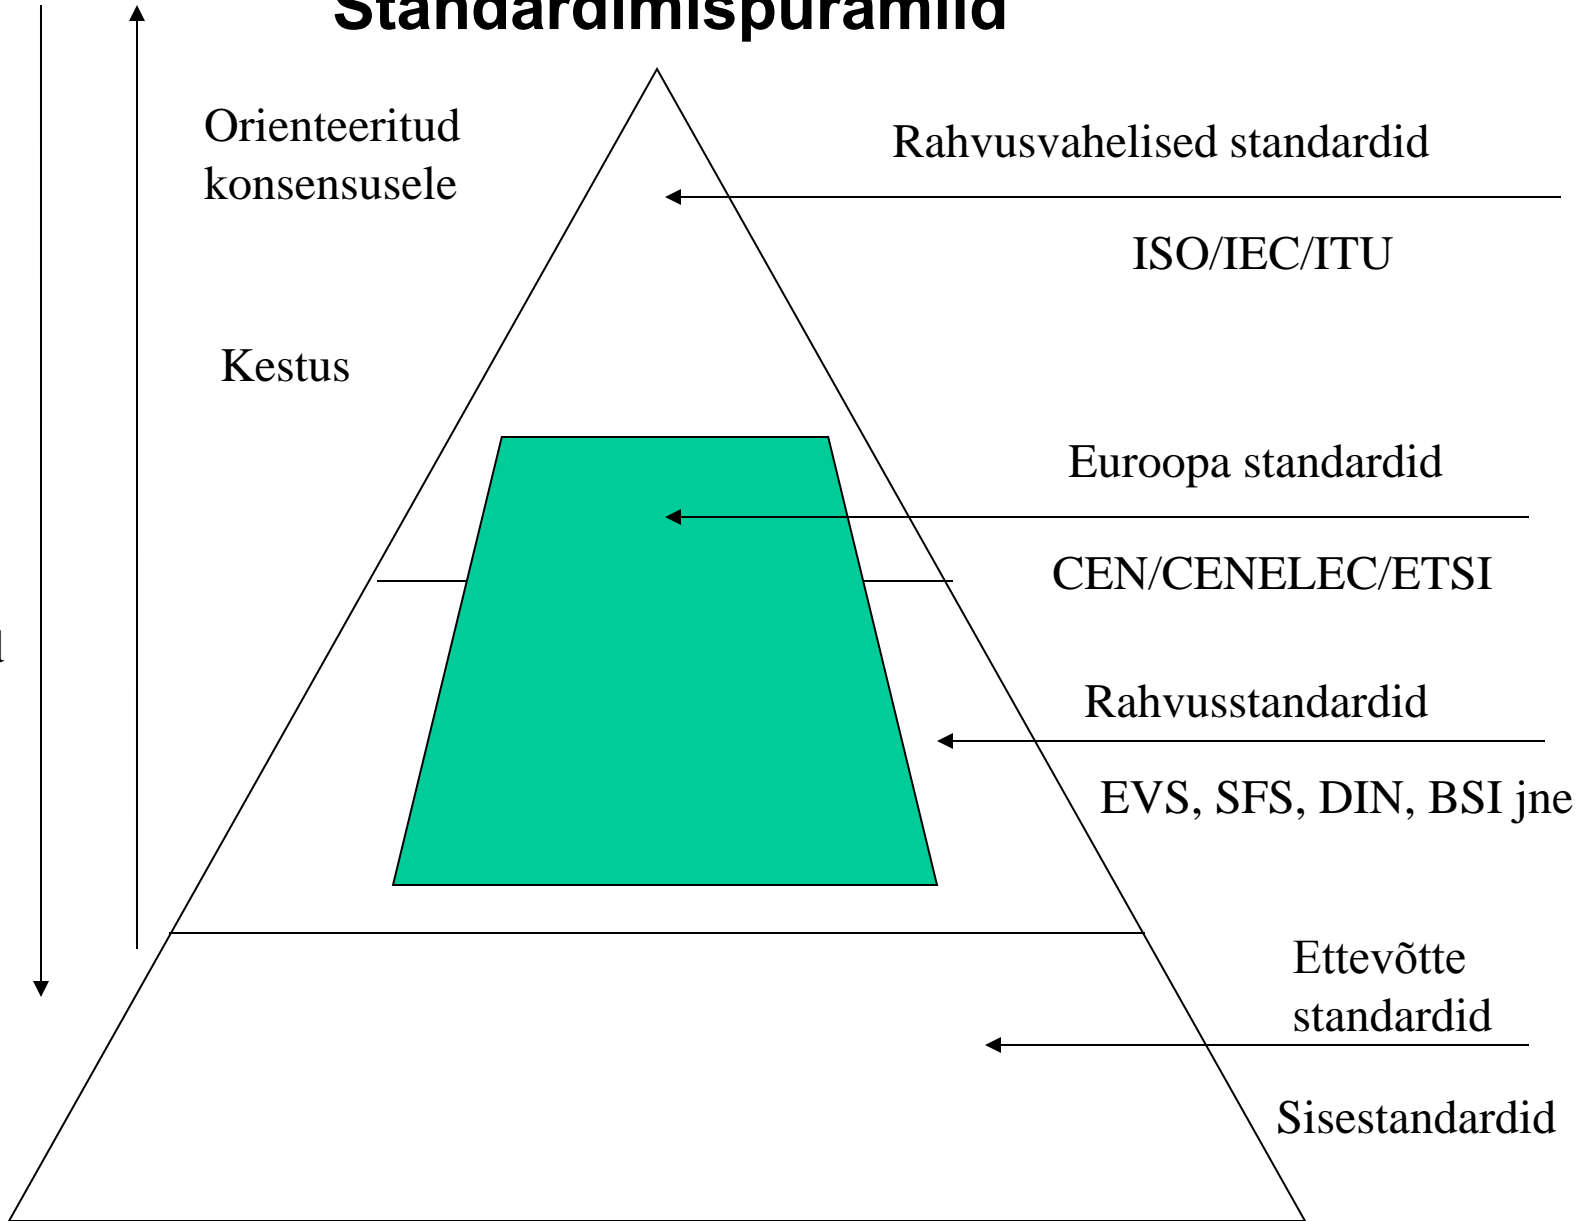 Standardimispüramiid
Orienteeritud
konsensusele
Rahvusvahelised standardid
ISO/IEC/ITU
Kestus
Euroopa standardid
CEN/CENELEC/ETSI
Rahvusstandardid
EVS, SFS, DIN, BSI jne
Ettevõtte
standardid
Sisestandardid